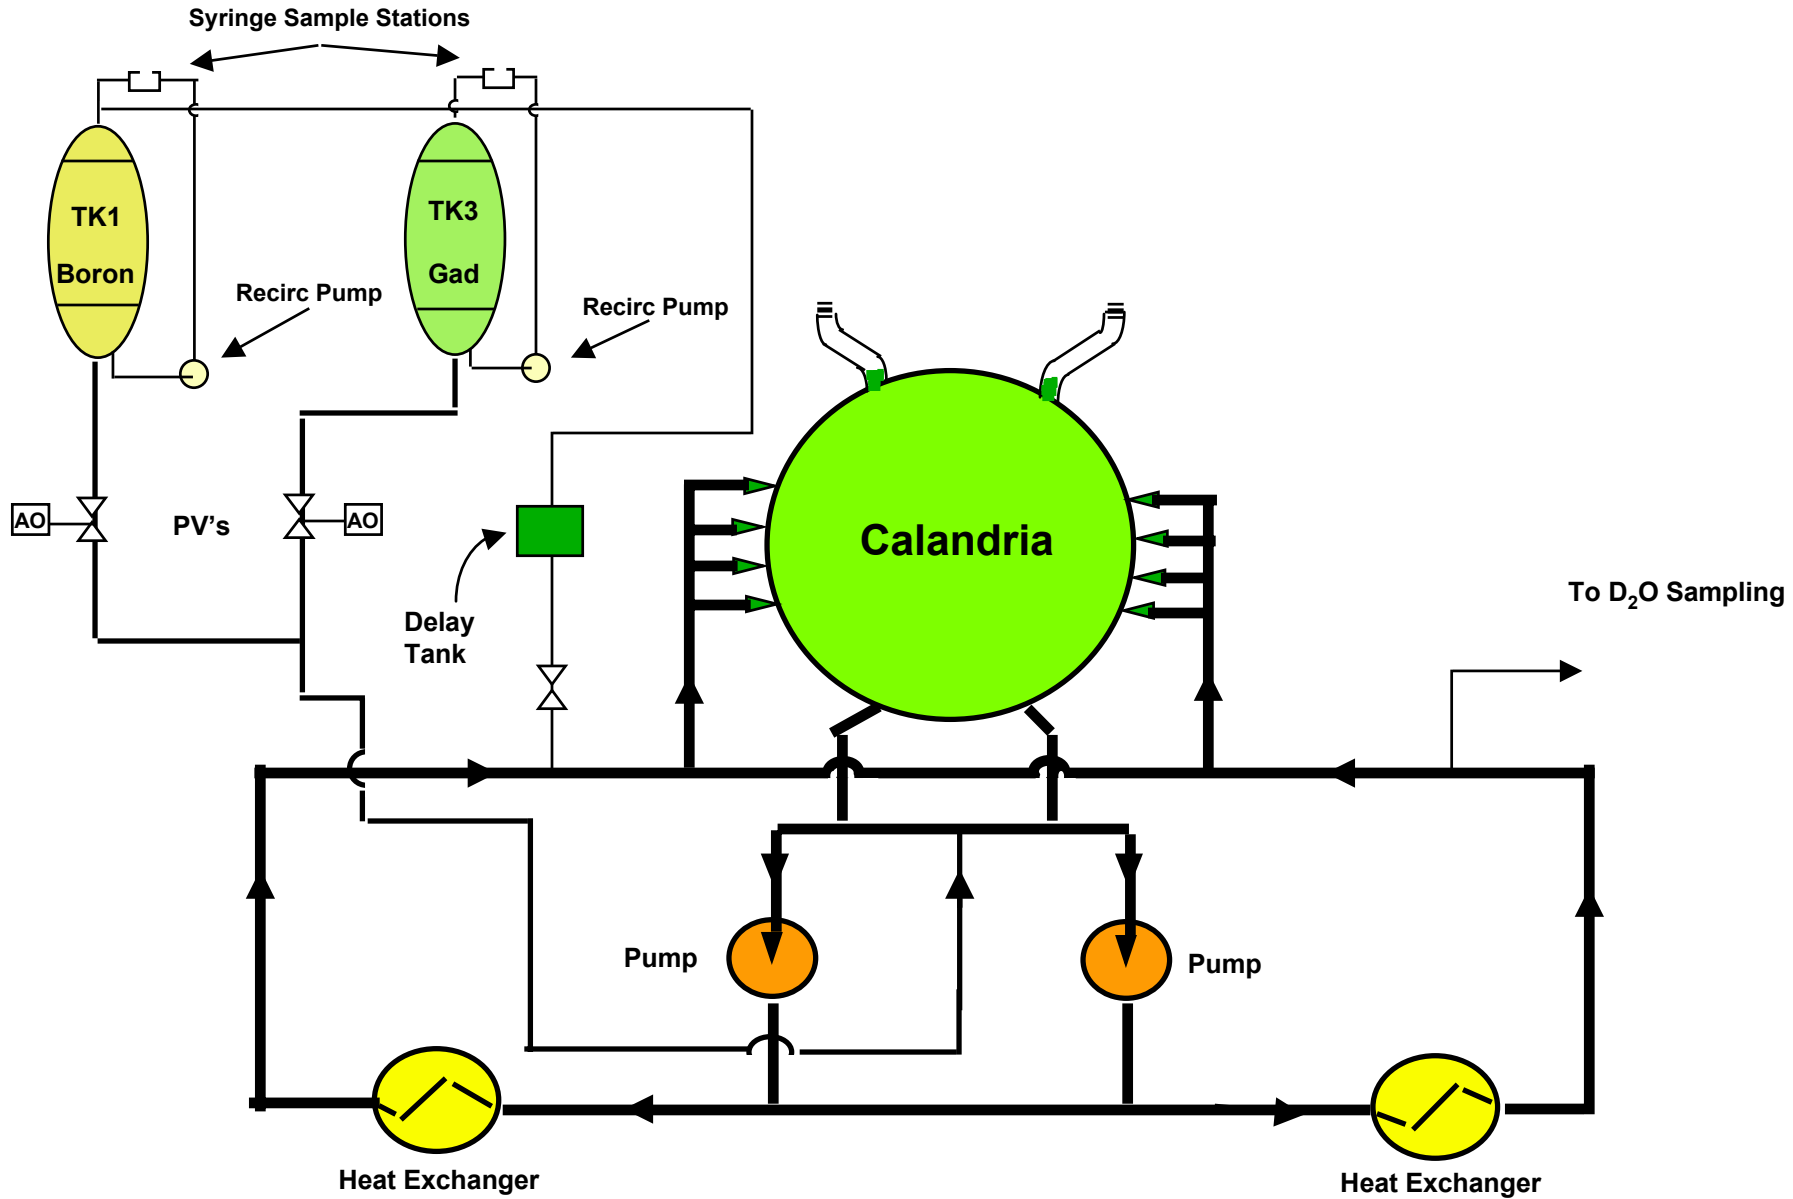 Syringe Sample Stations
TK1
Boron
TK3
Gad
Recirc Pump
Recirc Pump
AO
PV's
AO
Calandria
Delay
Tank
To D₂O Sampling
Pump
Pump
Heat Exchanger
Heat Exchanger